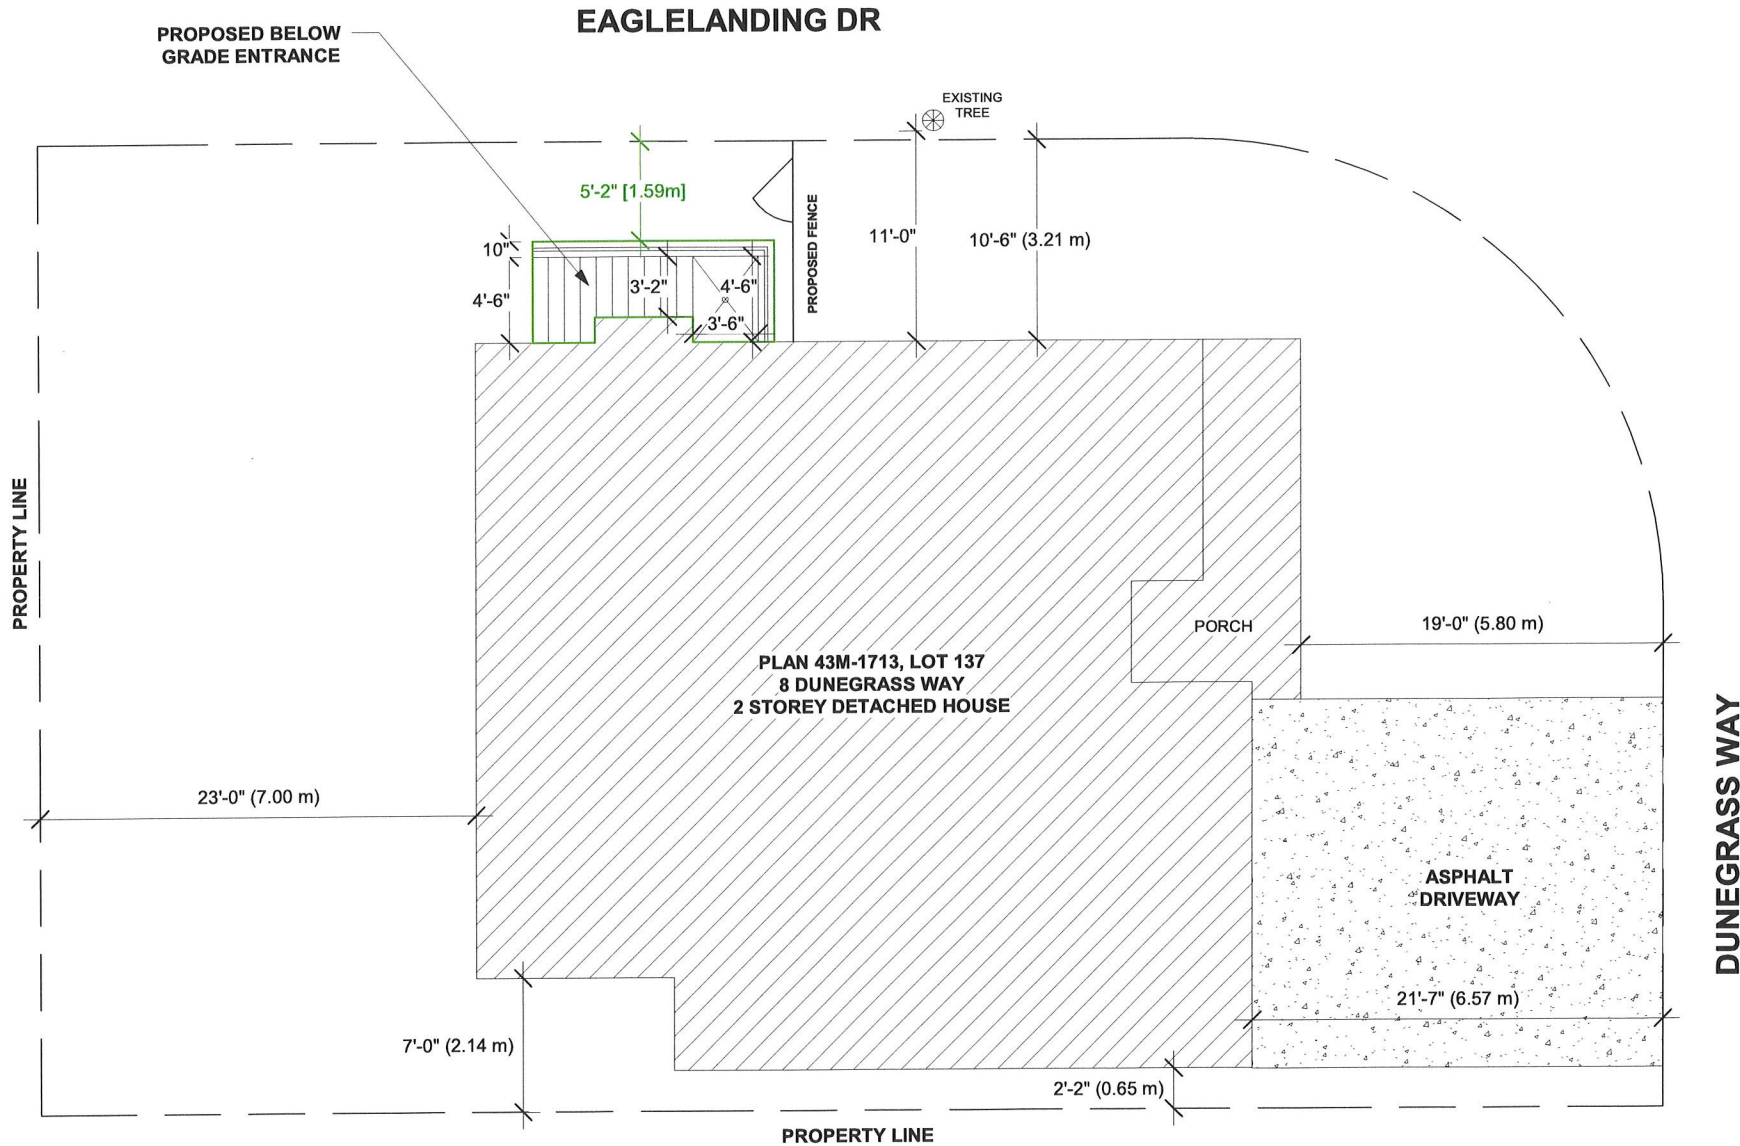 EAGLELANDING DR
PROPOSED BELOW
GRADE ENTRANCE
EXISTING
TREE
5'-2" [1.59m]
PROPOSED FENCE
11'-0"
10'-6" (3.21 m)
10"
4'-6"
3'-2"
4'-6"
3'-6"
PROPERTY LINE
PORCH
19'-0" (5.80 m)
PLAN 43M-1713, LOT 137
8 DUNEGRASS WAY
2 STOREY DETACHED HOUSE
DUNEGRASS WAY
23'-0" (7.00 m)
ASPHALT
DRIVEWAY
21'-7" (6.57 m)
7'-0" (2.14 m)
2'-2" (0.65 m)
PROPERTY LINE